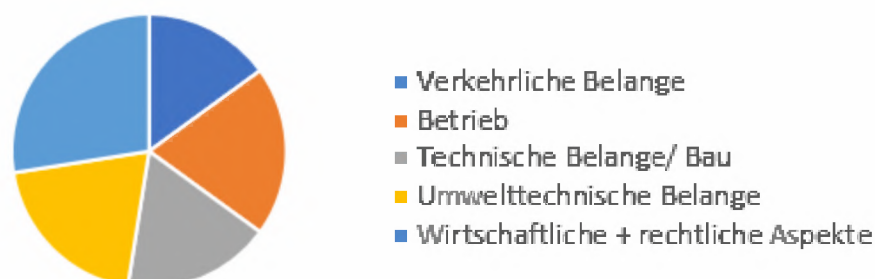 Verkehrliche Belange
Betrieb
Technische Belange/ Bau
Umwelttechnische Belange
Wirtschaftliche + rechtliche Aspekte